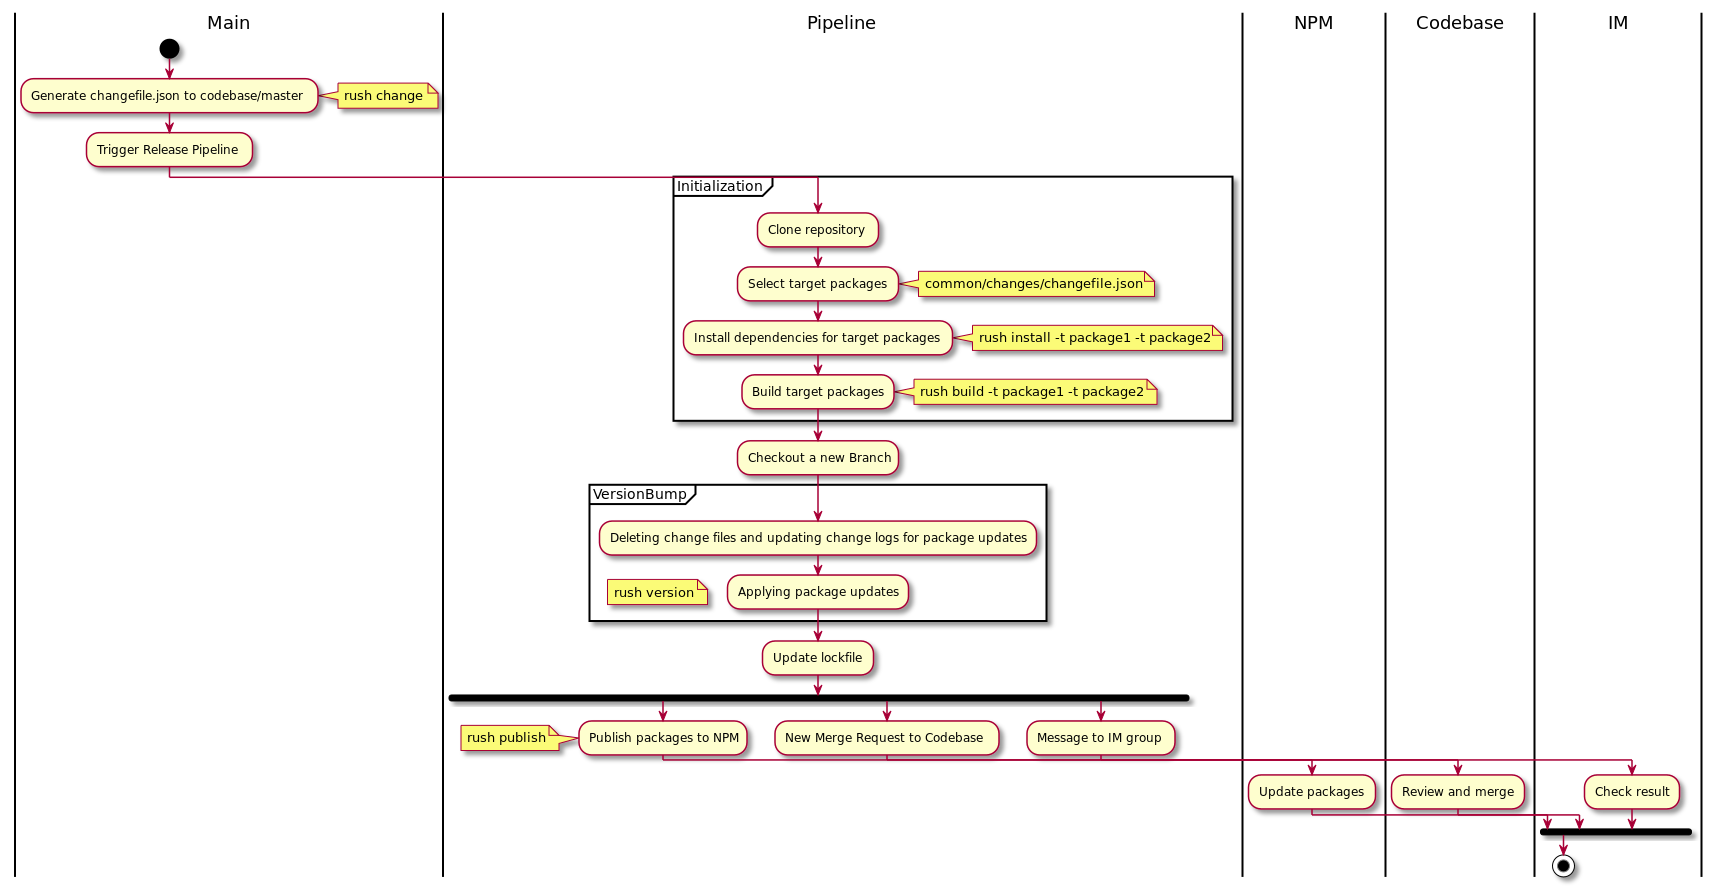 Main
Pipeline
NPM
Codebase
IM
Generate changefile.json to codebase/master
rush change
Trigger Release Pipeline
Initialization
Clone repository
Select target packages
common/changes/changefile.json
Install dependencies for target packages
rush install -t package1 -t package2
Build target packages
rush build -t package1 -t package2
Checkout a new Branch
VersionBump
Deleting change files and updating change logs for package updates
rush version
Applying package updates
Update lockfile
rush publish
Publish packages to NPM
New Merge Request to Codebase
Message to IM group
Update packages
Review and merge
Check result